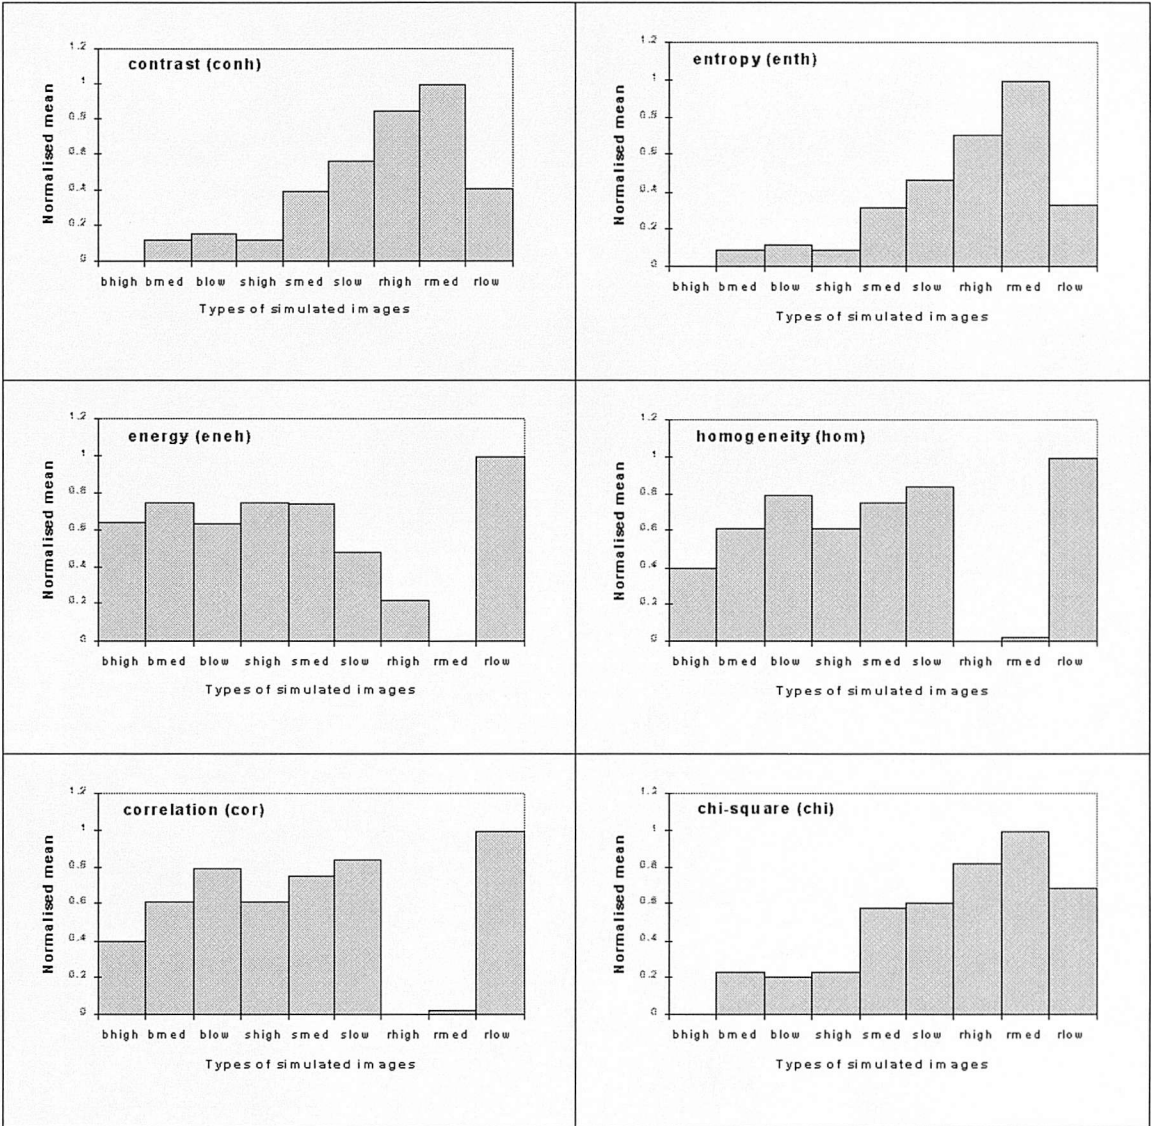 contrast (conh)
Normalised mean
1.2
1
0.8
0.6
0.4
0.2
0
bhigh bmed blow shigh smed slow rhigh rmed rlow
Types of simulated images
entropy (enth)
Normalised mean
1.2
1
0.8
0.6
0.4
0.2
0
bhigh bmed blow shigh smed slow rhigh rmed rlow
Types of simulated images
energy (eneh)
Normalised mean
1.2
1
0.8
0.6
0.4
0.2
0
bhigh bmed blow shigh smed slow rhigh rmed rlow
Types of simulated images
homogeneity (hom)
Normalised mean
1.2
1
0.8
0.6
0.4
0.2
0
bhigh bmed blow shigh smed slow rhigh rmed rlow
Types of simulated images
correlation (cor)
Normalised mean
1.2
1
0.8
0.6
0.4
0.2
0
bhigh bmed blow shigh smed slow rhigh rmed rlow
Types of simulated images
chi-square (chi)
Normalised mean
1.2
1
0.8
0.6
0.4
0.2
0
bhigh bmed blow shigh smed slow rhigh rmed rlow
Types of simulated images